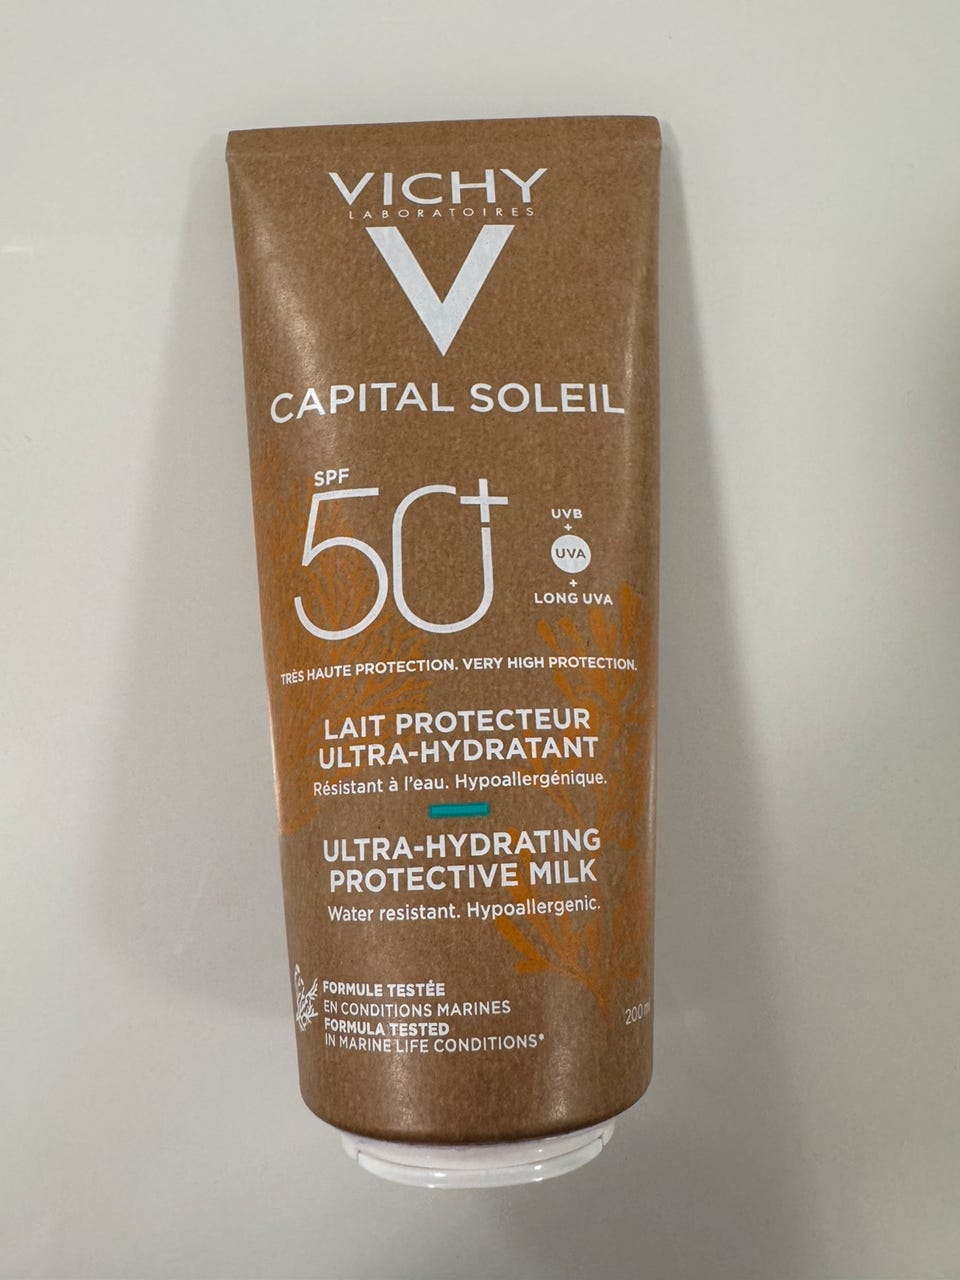 VICHY
LABORATOIRES
V
CAPITAL SOLEIL
SPF
50+
UVB
+
UVA
+
LONG UVA
TRÈS HAUTE PROTECTION. VERY HIGH PROTECTION.
LAIT PROTECTEUR
ULTRA-HYDRATANT
Résistant à l'eau. Hypoallergénique.
ULTRA-HYDRATING
PROTECTIVE MILK
Water resistant. Hypoallergenic.
FORMULE TESTÉE
EN CONDITIONS MARINES
FORMULA TESTED
IN MARINE LIFE CONDITIONS*
200 ml